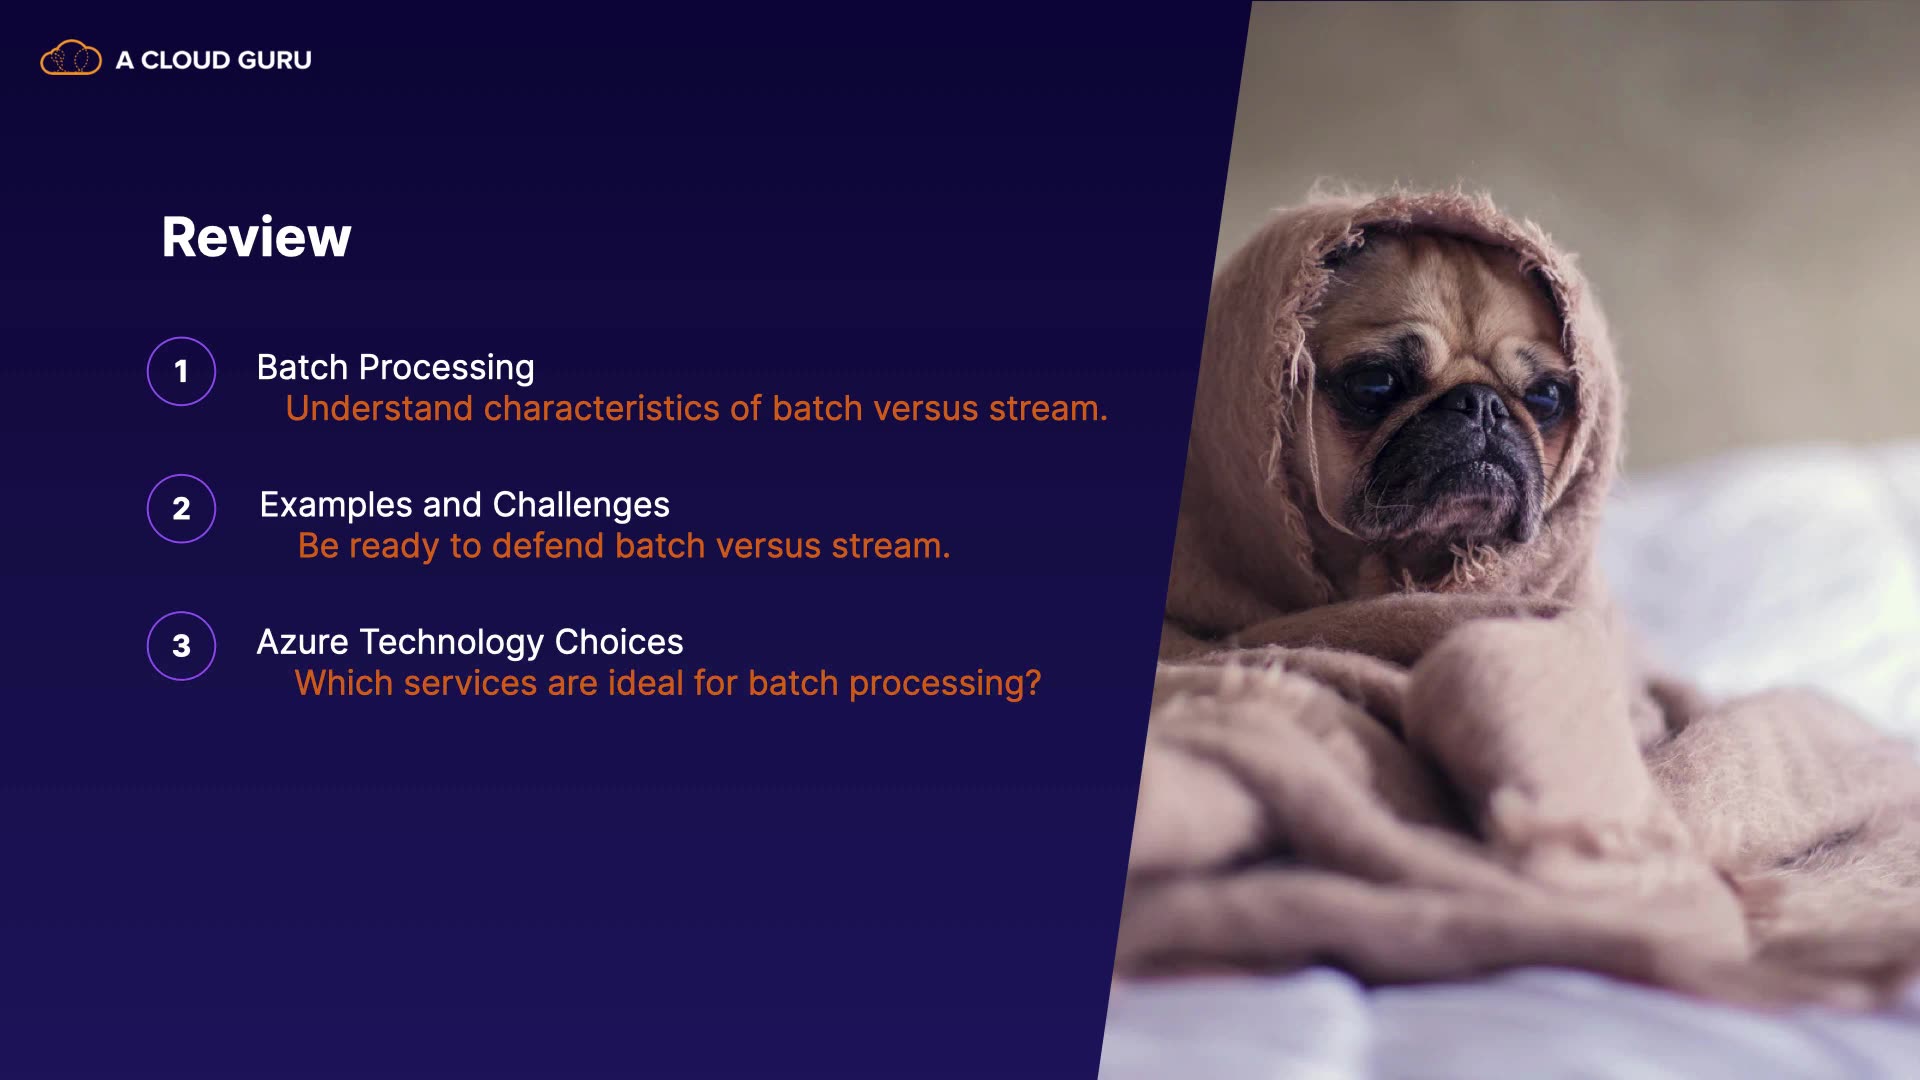 A CLOUD GURU
Review
1
Batch Processing
Understand characteristics of batch versus stream.
2
Examples and Challenges
Be ready to defend batch versus stream.
3
Azure Technology Choices
Which services are ideal for batch processing?